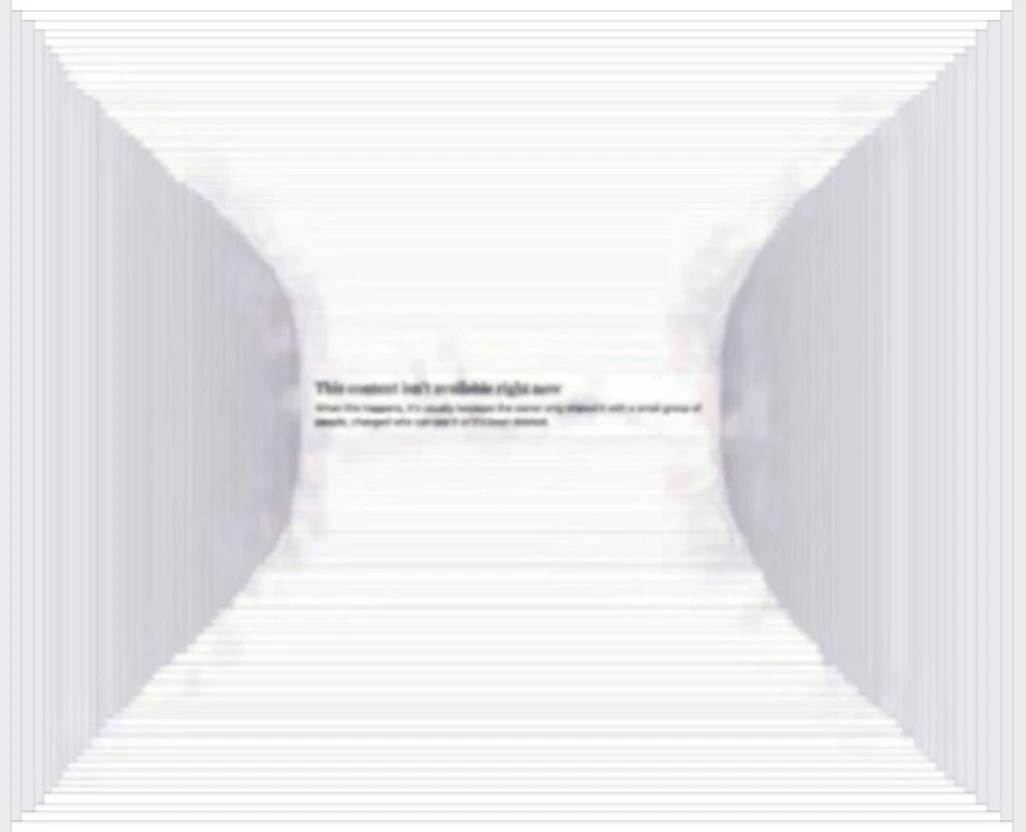 This content isn't available right now
When this happens, it's usually because the owner only shared it with a small group of
people, changed who can see it or it's been deleted.